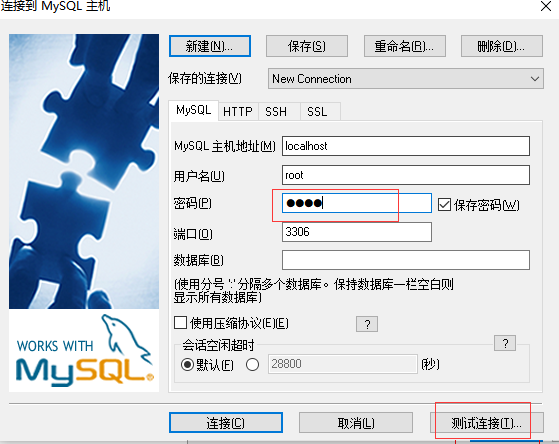 连接到 MySQL 主机
新建(N)... 保存(S) 重命名(R)... 删除(D)...
保存的连接(V) New Connection
MySQL HTTP SSH SSL
MySQL 主机地址(M) localhost
用户名(U) root
密码(P) ●●●● 保存密码(W)
端口(O) 3306
数据库(B)
(使用分号 ';' 分隔多个数据库。保持数据库一栏空白则
显示所有数据库)
使用压缩协议(E)(E) ?
会话空闲超时 ?
默认(F) 28800 (秒)
WORKS WITH
MySQL®
连接(C) 取消(L) 测试连接(T)...